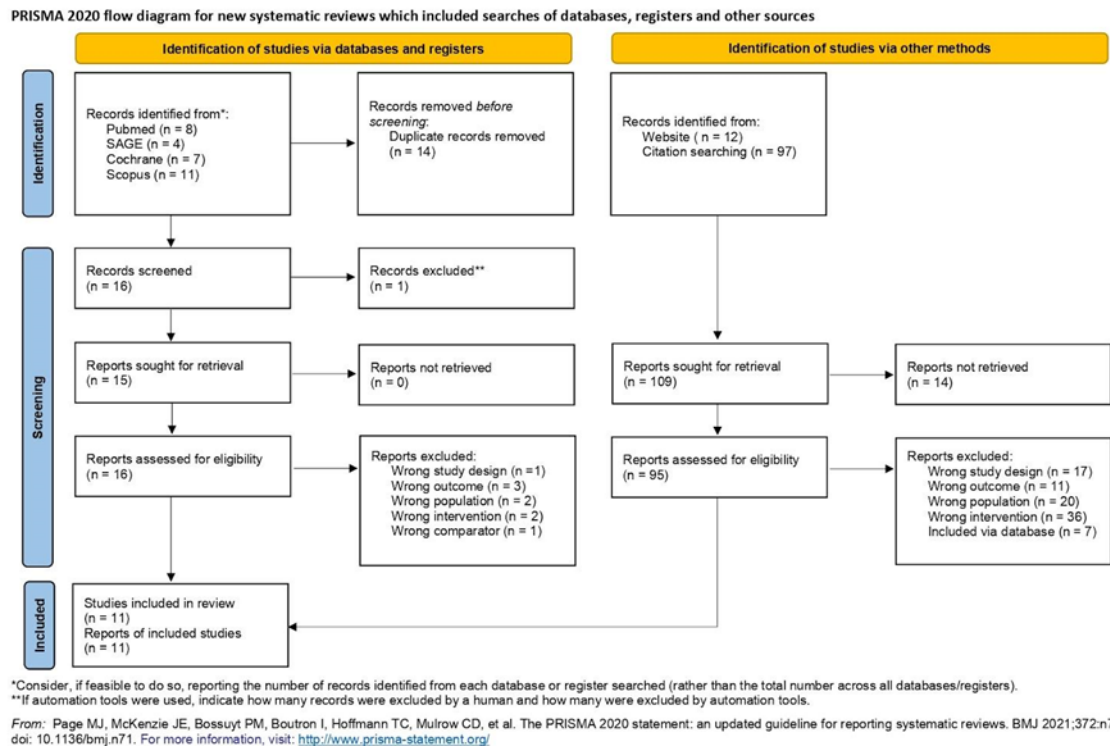 PRISMA 2020 flow diagram for new systematic reviews which included searches of databases, registers and other sources
Identification of studies via databases and registers
Identification of studies via other methods
Identification
Records identified from*:
Pubmed (n = 8)
SAGE (n = 4)
Cochrane (n = 7)
Scopus (n = 11)
Records removed before
screening:
Duplicate records removed
(n = 14)
Records identified from:
Website ( n = 12)
Citation searching (n = 97)
Screening
Records screened
(n = 16)
Records excluded**
(n = 1)
Reports sought for retrieval
(n = 15)
Reports not retrieved
(n = 0)
Reports sought for retrieval
(n = 109)
Reports not retrieved
(n = 14)
Reports assessed for eligibility
(n = 16)
Reports excluded:
Wrong study design (n =1)
Wrong outcome (n = 3)
Wrong population (n = 2)
Wrong intervention (n = 2)
Wrong comparator (n = 1)
Reports assessed for eligibility
(n = 95)
Reports excluded:
Wrong study design (n = 17)
Wrong outcome (n = 11)
Wrong population (n = 20)
Wrong intervention (n = 36)
Included via database (n = 7)
Included
Studies included in review
(n = 11)
Reports of included studies
(n = 11)
*Consider, if feasible to do so, reporting the number of records identified from each database or register searched (rather than the total number across all databases/registers).
**If automation tools were used, indicate how many records were excluded by a human and how many were excluded by automation tools.
From: Page MJ, McKenzie JE, Bossuyt PM, Boutron I, Hoffmann TC, Mulrow CD, et al. The PRISMA 2020 statement: an updated guideline for reporting systematic reviews. BMJ 2021;372:n7
doi: 10.1136/bmj.n71. For more information, visit: http://www.prisma-statement.org/